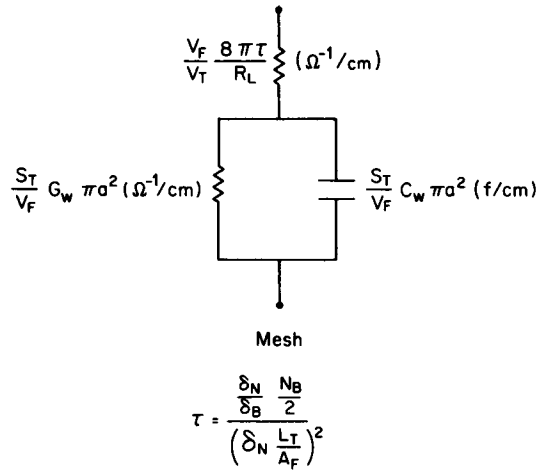 V_F/V_T 8πτ/R_L (Ω⁻¹/cm)
S_T/V_F G_w πa² (Ω⁻¹/cm)
S_T/V_F C_w πa² (f/cm)
Mesh
τ = (δ_N/δ_B N_B/2)/(δ_N L_T/A_F)²